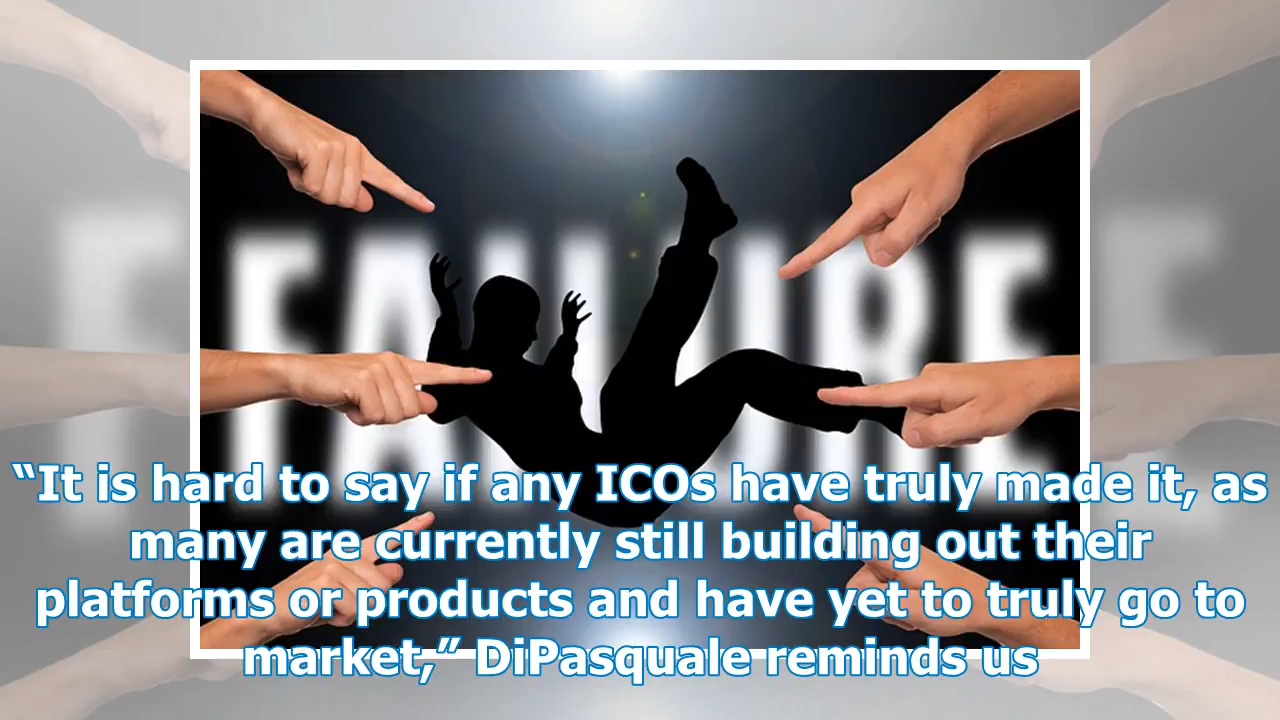 FAILURE
“It is hard to say if any ICOs have truly made it, as
many are currently still building out their
platforms or products and have yet to truly go to
market,” DiPasquale reminds us